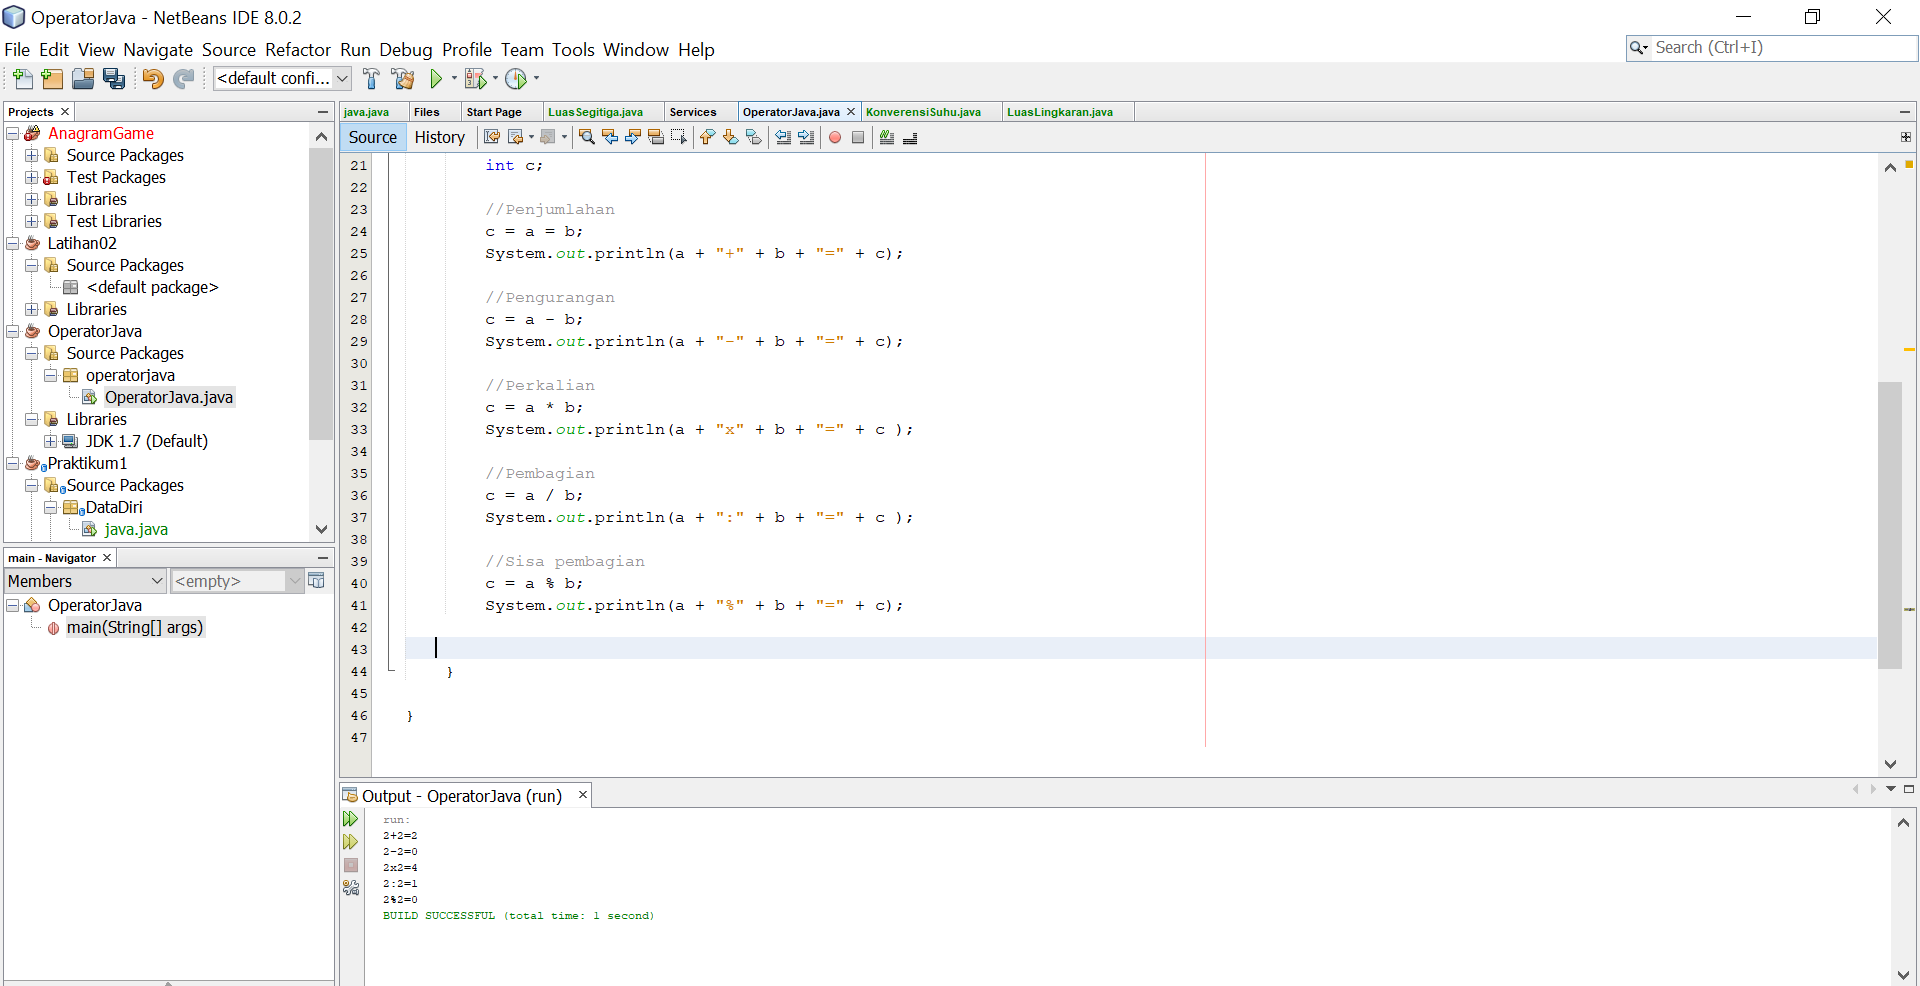 OperatorJava - NetBeans IDE 8.0.2
File Edit View Navigate Source Refactor Run Debug Profile Team Tools Window Help
Search (Ctrl+I)
<default confi...
Projects
AnagramGame
Source Packages
Test Packages
Libraries
Test Libraries
Latihan02
Source Packages
<default package>
Libraries
OperatorJava
Source Packages
operatorjava
OperatorJava.java
Libraries
JDK 1.7 (Default)
Praktikum1
Source Packages
DataDiri
java.java
main - Navigator
Members
<empty>
OperatorJava
main(String[] args)
java.java Files Start Page LuasSegitiga.java Services OperatorJava.java KonverensiSuhu.java LuasLingkaran.java
Source History
21 int c;
22
23 //Penjumlahan
24 c = a = b;
25 System.out.println(a + "+" + b + "=" + c);
26
27 //Pengurangan
28 c = a - b;
29 System.out.println(a + "-" + b + "=" + c);
30
31 //Perkalian
32 c = a * b;
33 System.out.println(a + "x" + b + "=" + c );
34
35 //Pembagian
36 c = a / b;
37 System.out.println(a + ":" + b + "=" + c );
38
39 //Sisa pembagian
40 c = a % b;
41 System.out.println(a + "%" + b + "=" + c);
42
43
44 }
45
46 }
47
Output - OperatorJava (run)
run:
2+2=2
2-2=0
2x2=4
2:2=1
2%2=0
BUILD SUCCESSFUL (total time: 1 second)